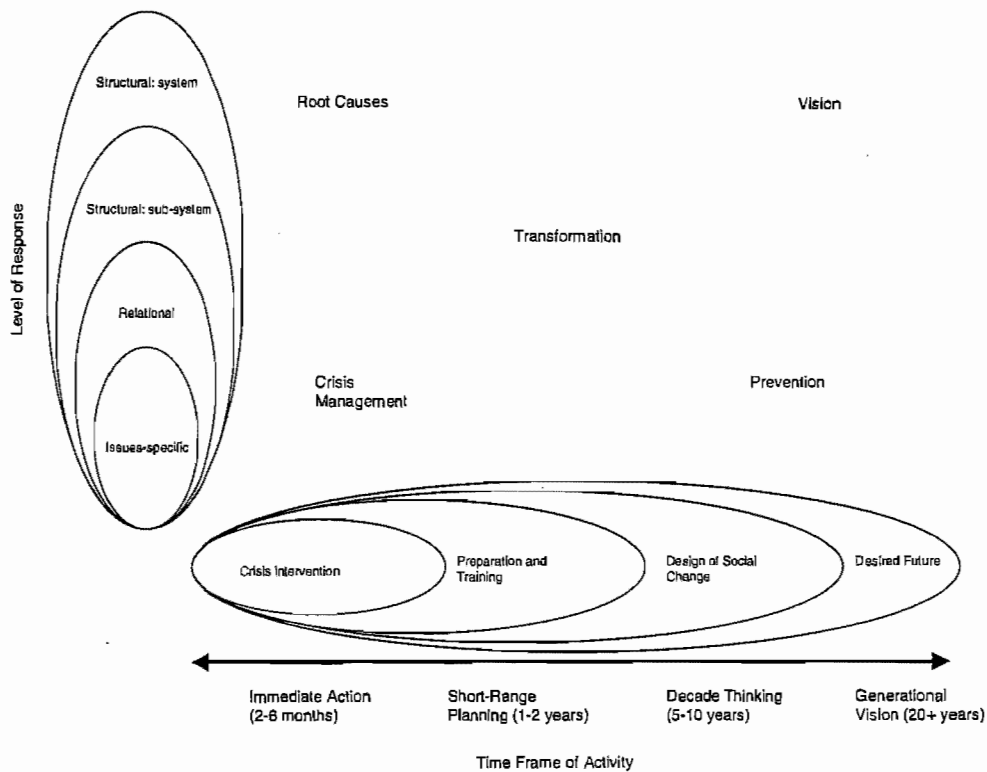 Structural: system
Root Causes
Vision
Level of Response
Structural: sub-system
Transformation
Relational
Crisis
Management
Prevention
Issues-specific
Crisis Intervention
Preparation and
Training
Design of Social
Change
Desired Future
Immediate Action
(2-6 months)
Short-Range
Planning (1-2 years)
Decade Thinking
(5-10 years)
Generational
Vision (20+ years)
Time Frame of Activity